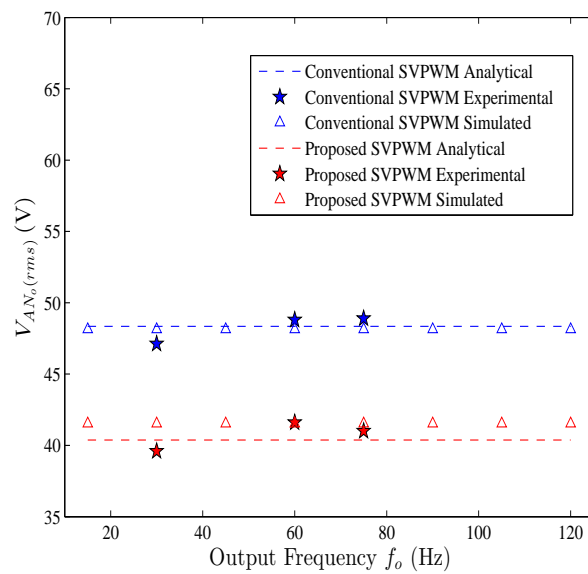 70
65
60
55
50
45
40
35
20
40
60
80
100
120
V_{AN_o(rms)} (V)
Output Frequency f_o (Hz)
Conventional SVPWM Analytical
Conventional SVPWM Experimental
Conventional SVPWM Simulated
Proposed SVPWM Analytical
Proposed SVPWM Experimental
Proposed SVPWM Simulated